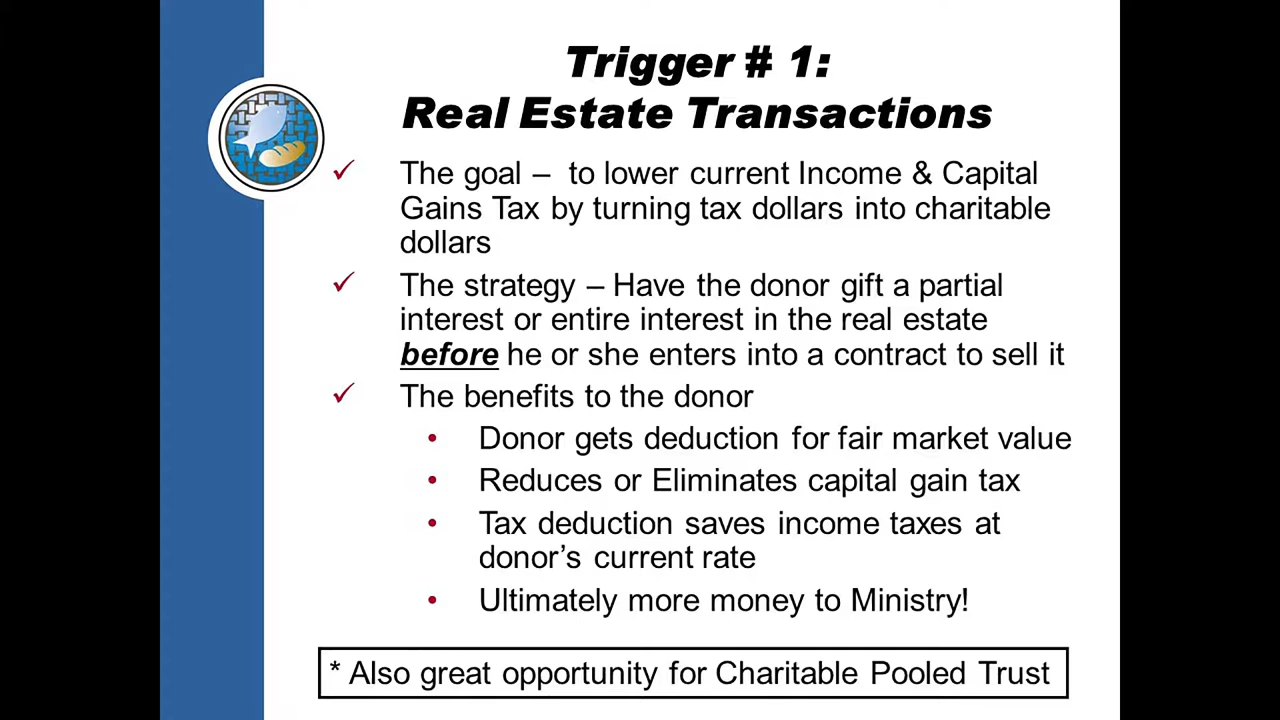 Trigger # 1:
Real Estate Transactions
✓ The goal – to lower current Income & Capital
Gains Tax by turning tax dollars into charitable
dollars
✓ The strategy – Have the donor gift a partial
interest or entire interest in the real estate
before he or she enters into a contract to sell it
✓ The benefits to the donor
• Donor gets deduction for fair market value
• Reduces or Eliminates capital gain tax
• Tax deduction saves income taxes at
donor’s current rate
• Ultimately more money to Ministry!
* Also great opportunity for Charitable Pooled Trust